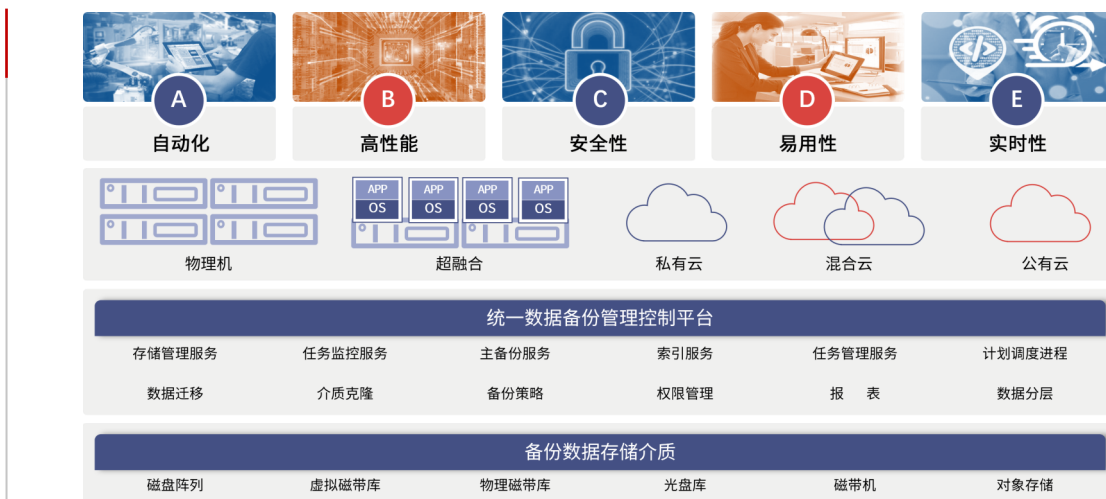 A B C D E
自动化 高性能 安全性 易用性 实时性
APP APP APP APP
OS OS OS OS
物理机 超融合 私有云 混合云 公有云
统一数据备份管理控制平台
存储管理服务 任务监控服务 主备份服务 索引服务 任务管理服务 计划调度进程
数据迁移 介质克隆 备份策略 权限管理 报 表 数据分层
备份数据存储介质
磁盘阵列 虚拟磁带库 物理磁带库 光盘库 磁带机 对象存储